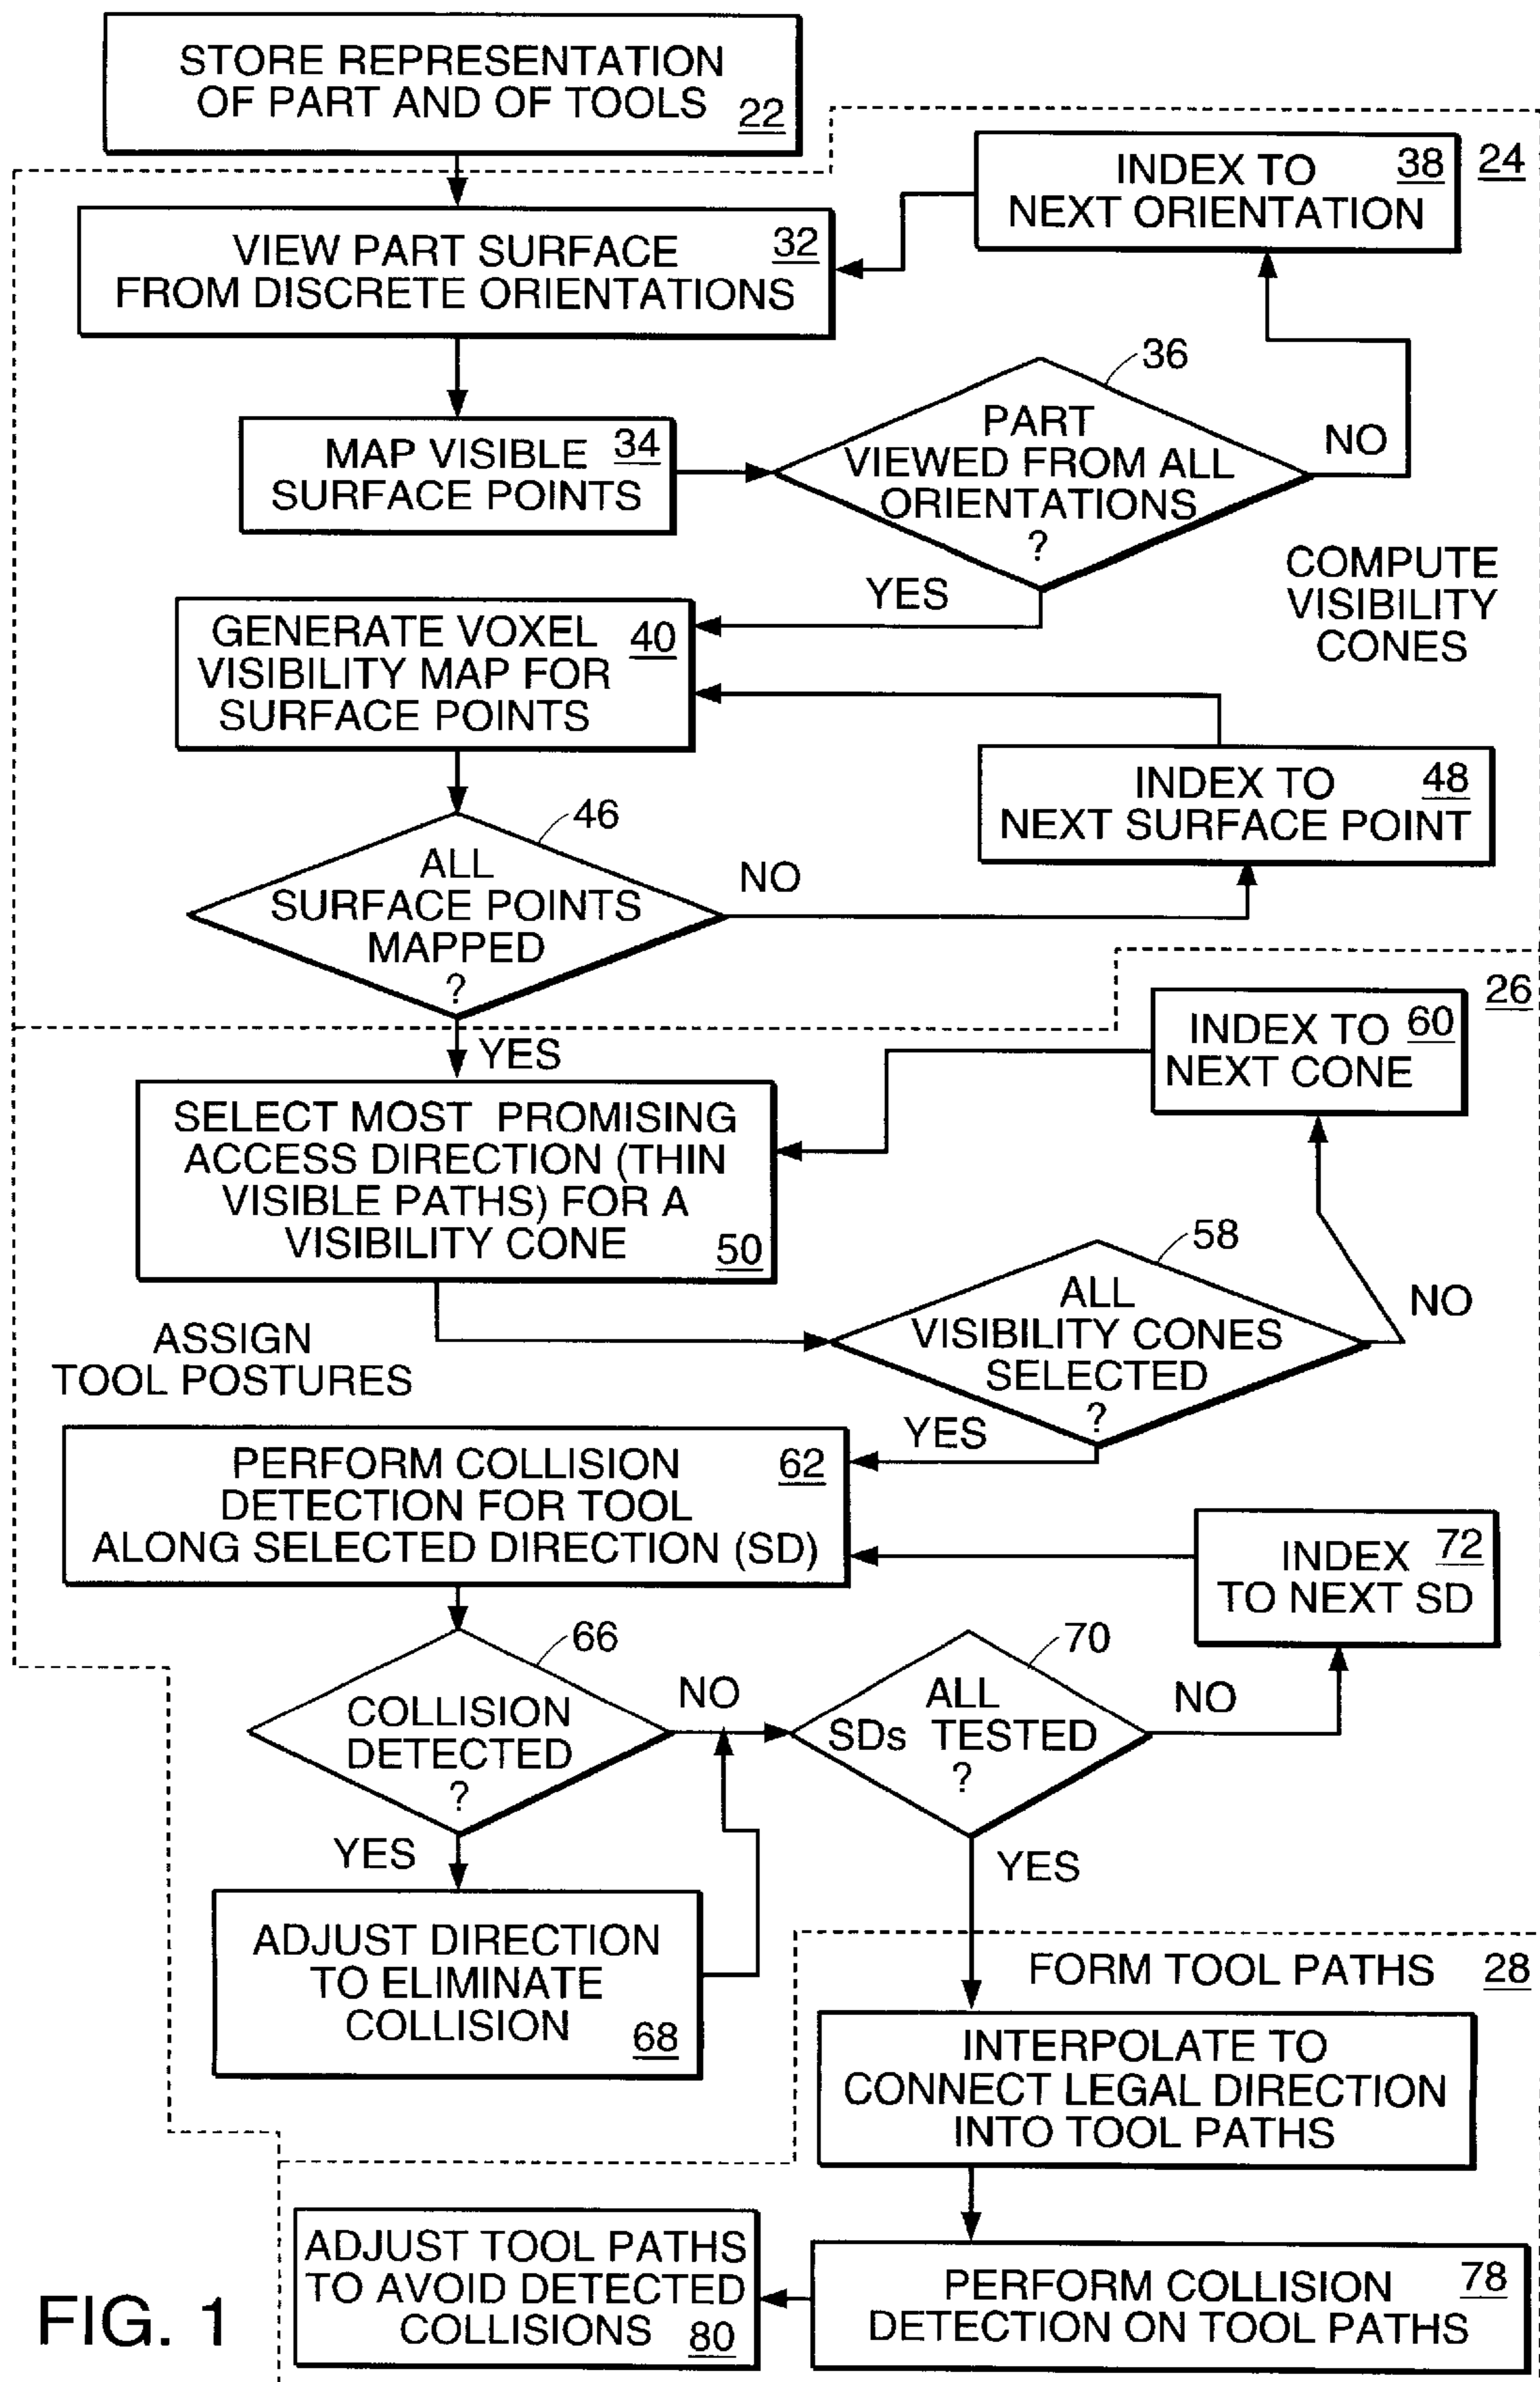 STORE REPRESENTATION
OF PART AND OF TOOLS
22
INDEX TO
NEXT ORIENTATION
38
24
VIEW PART SURFACE
FROM DISCRETE ORIENTATIONS
32
36
MAP VISIBLE
SURFACE POINTS
34
PART
VIEWED FROM ALL
ORIENTATIONS
?
NO
YES
COMPUTE
VISIBILITY
CONES
GENERATE VOXEL
VISIBILITY MAP FOR
SURFACE POINTS
40
INDEX TO
NEXT SURFACE POINT
48
46
ALL
SURFACE POINTS
MAPPED
?
NO
YES
INDEX TO
NEXT CONE
60
26
SELECT MOST PROMISING
ACCESS DIRECTION (THIN
VISIBLE PATHS) FOR A
VISIBILITY CONE
50
58
ALL
VISIBILITY CONES
SELECTED
?
NO
YES
ASSIGN
TOOL POSTURES
PERFORM COLLISION
DETECTION FOR TOOL
ALONG SELECTED DIRECTION (SD)
62
INDEX
TO NEXT SD
72
66
COLLISION
DETECTED
?
NO
YES
70
ALL
SDs TESTED
?
NO
YES
ADJUST DIRECTION
TO ELIMINATE
COLLISION
68
FORM TOOL PATHS
28
INTERPOLATE TO
CONNECT LEGAL DIRECTION
INTO TOOL PATHS
PERFORM COLLISION
DETECTION ON TOOL PATHS
78
ADJUST TOOL PATHS
TO AVOID DETECTED
COLLISIONS
80
FIG. 1